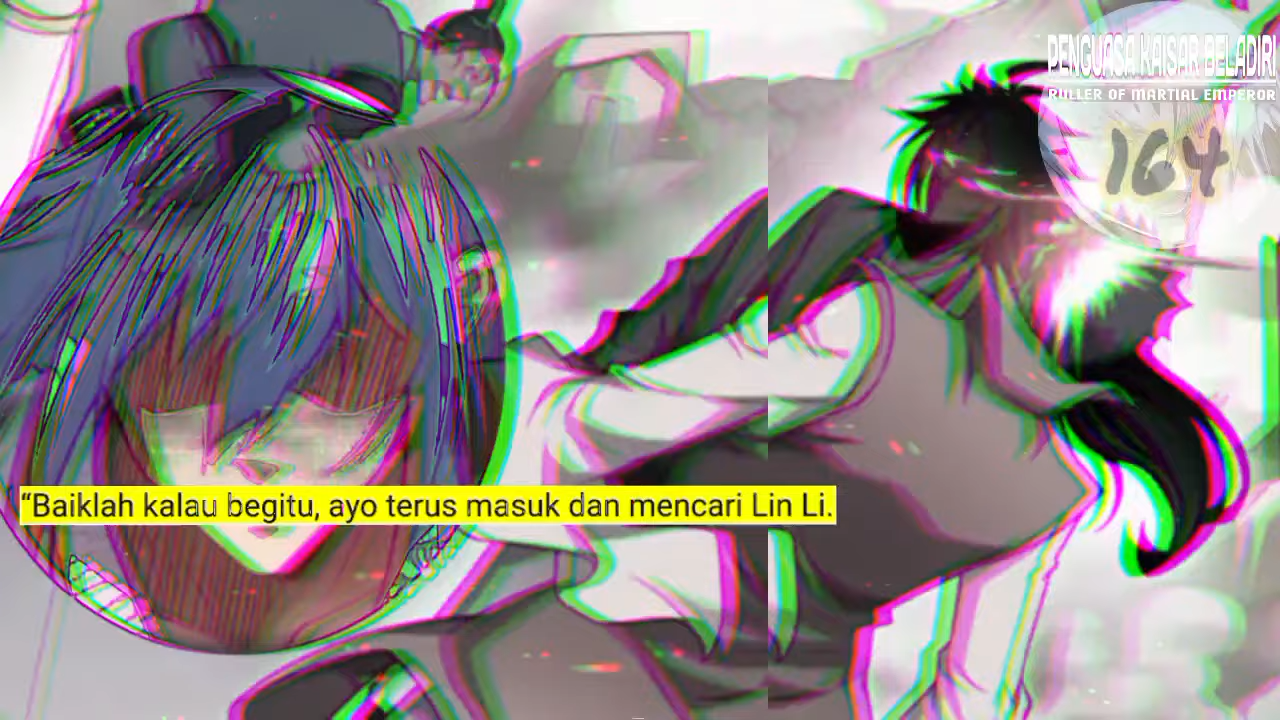 PENGUASA KAISAR BELADIRI
RULLER OF MARTIAL EMPEROR
164
“Baiklah kalau begitu, ayo terus masuk dan mencari Lin Li.